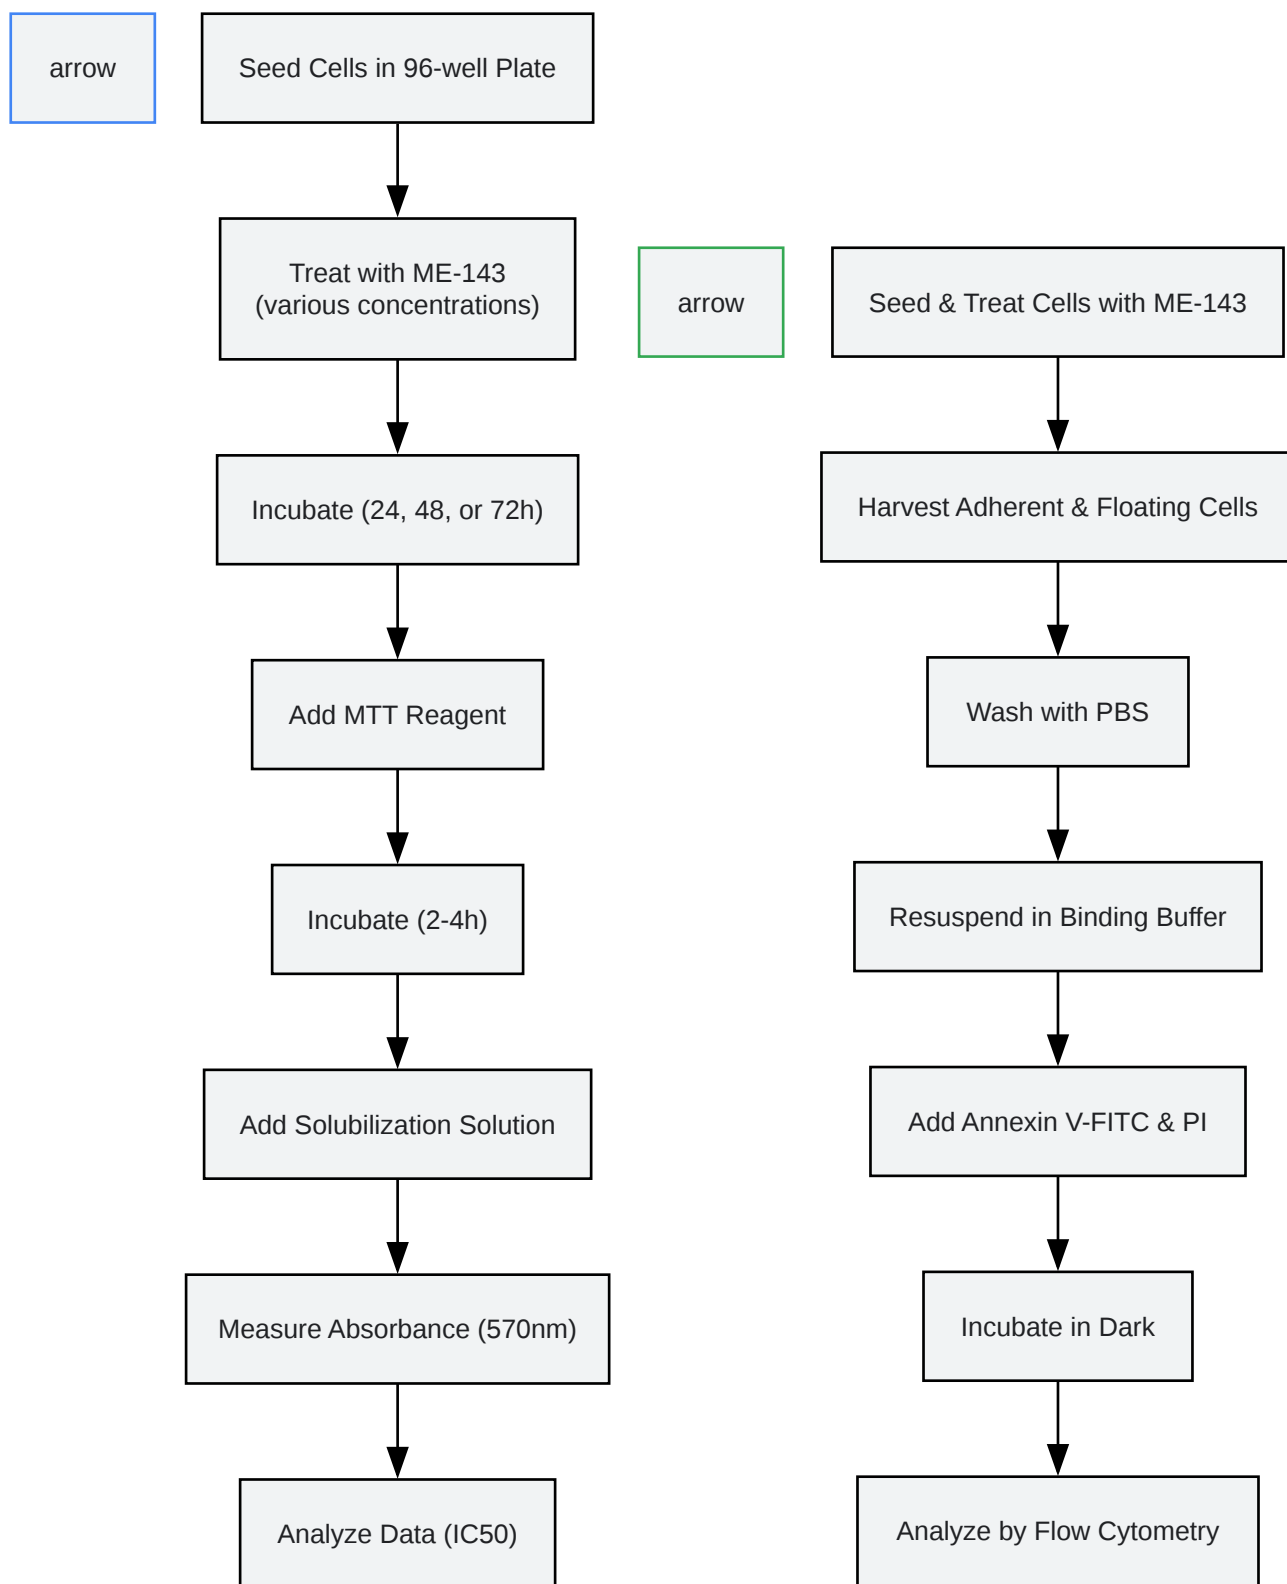 arrow
Seed Cells in 96-well Plate
Treat with ME-143
(various concentrations)
Incubate (24, 48, or 72h)
Add MTT Reagent
Incubate (2-4h)
Add Solubilization Solution
Measure Absorbance (570nm)
Analyze Data (IC50)
arrow
Seed & Treat Cells with ME-143
Harvest Adherent & Floating Cells
Wash with PBS
Resuspend in Binding Buffer
Add Annexin V-FITC & PI
Incubate in Dark
Analyze by Flow Cytometry